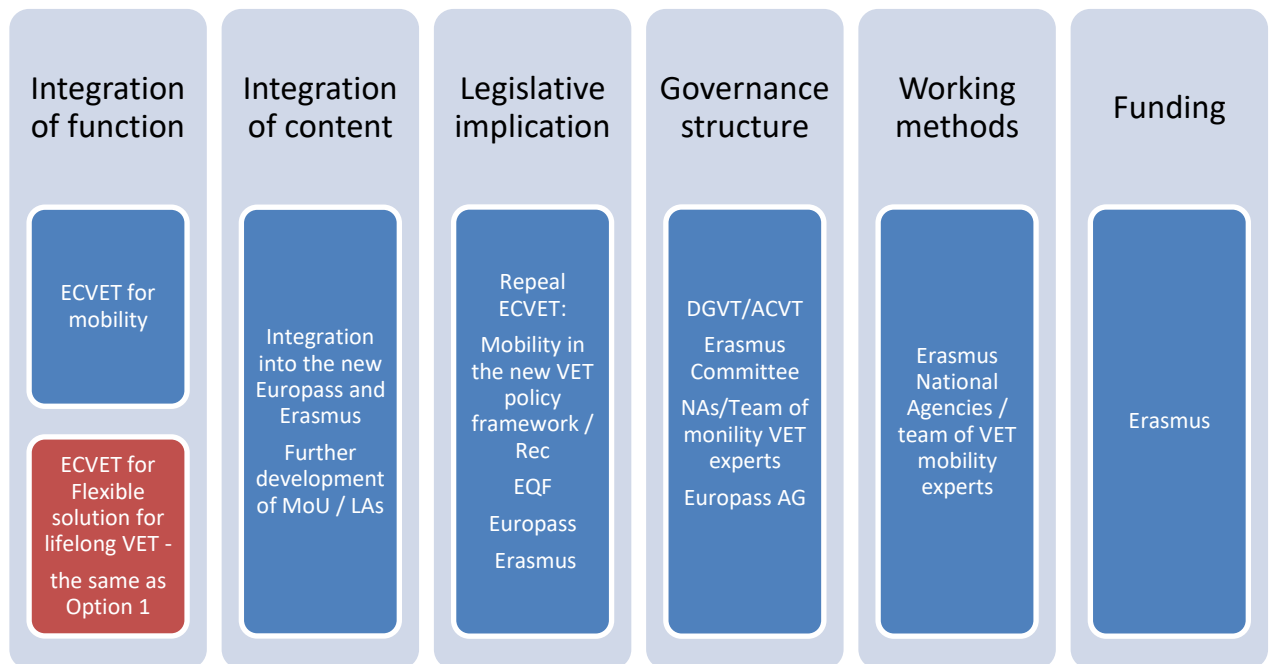 Integration
of function
ECVET for
mobility
ECVET for
Flexible
solution for
lifelong VET -
the same as
Option 1
Integration
of content
Integration
into the new
Europass and
Erasmus
Further
development
of MoU / LAs
Legislative
implication
Repeal
ECVET:
Mobility in
the new VET
policy
framework /
Rec
EQF
Europass
Erasmus
Governance
structure
DGVT/ACVT
Erasmus
Committee
NAs/Team of
monility VET
experts
Europass AG
Working
methods
Erasmus
National
Agencies /
team of VET
mobility
experts
Funding
Erasmus